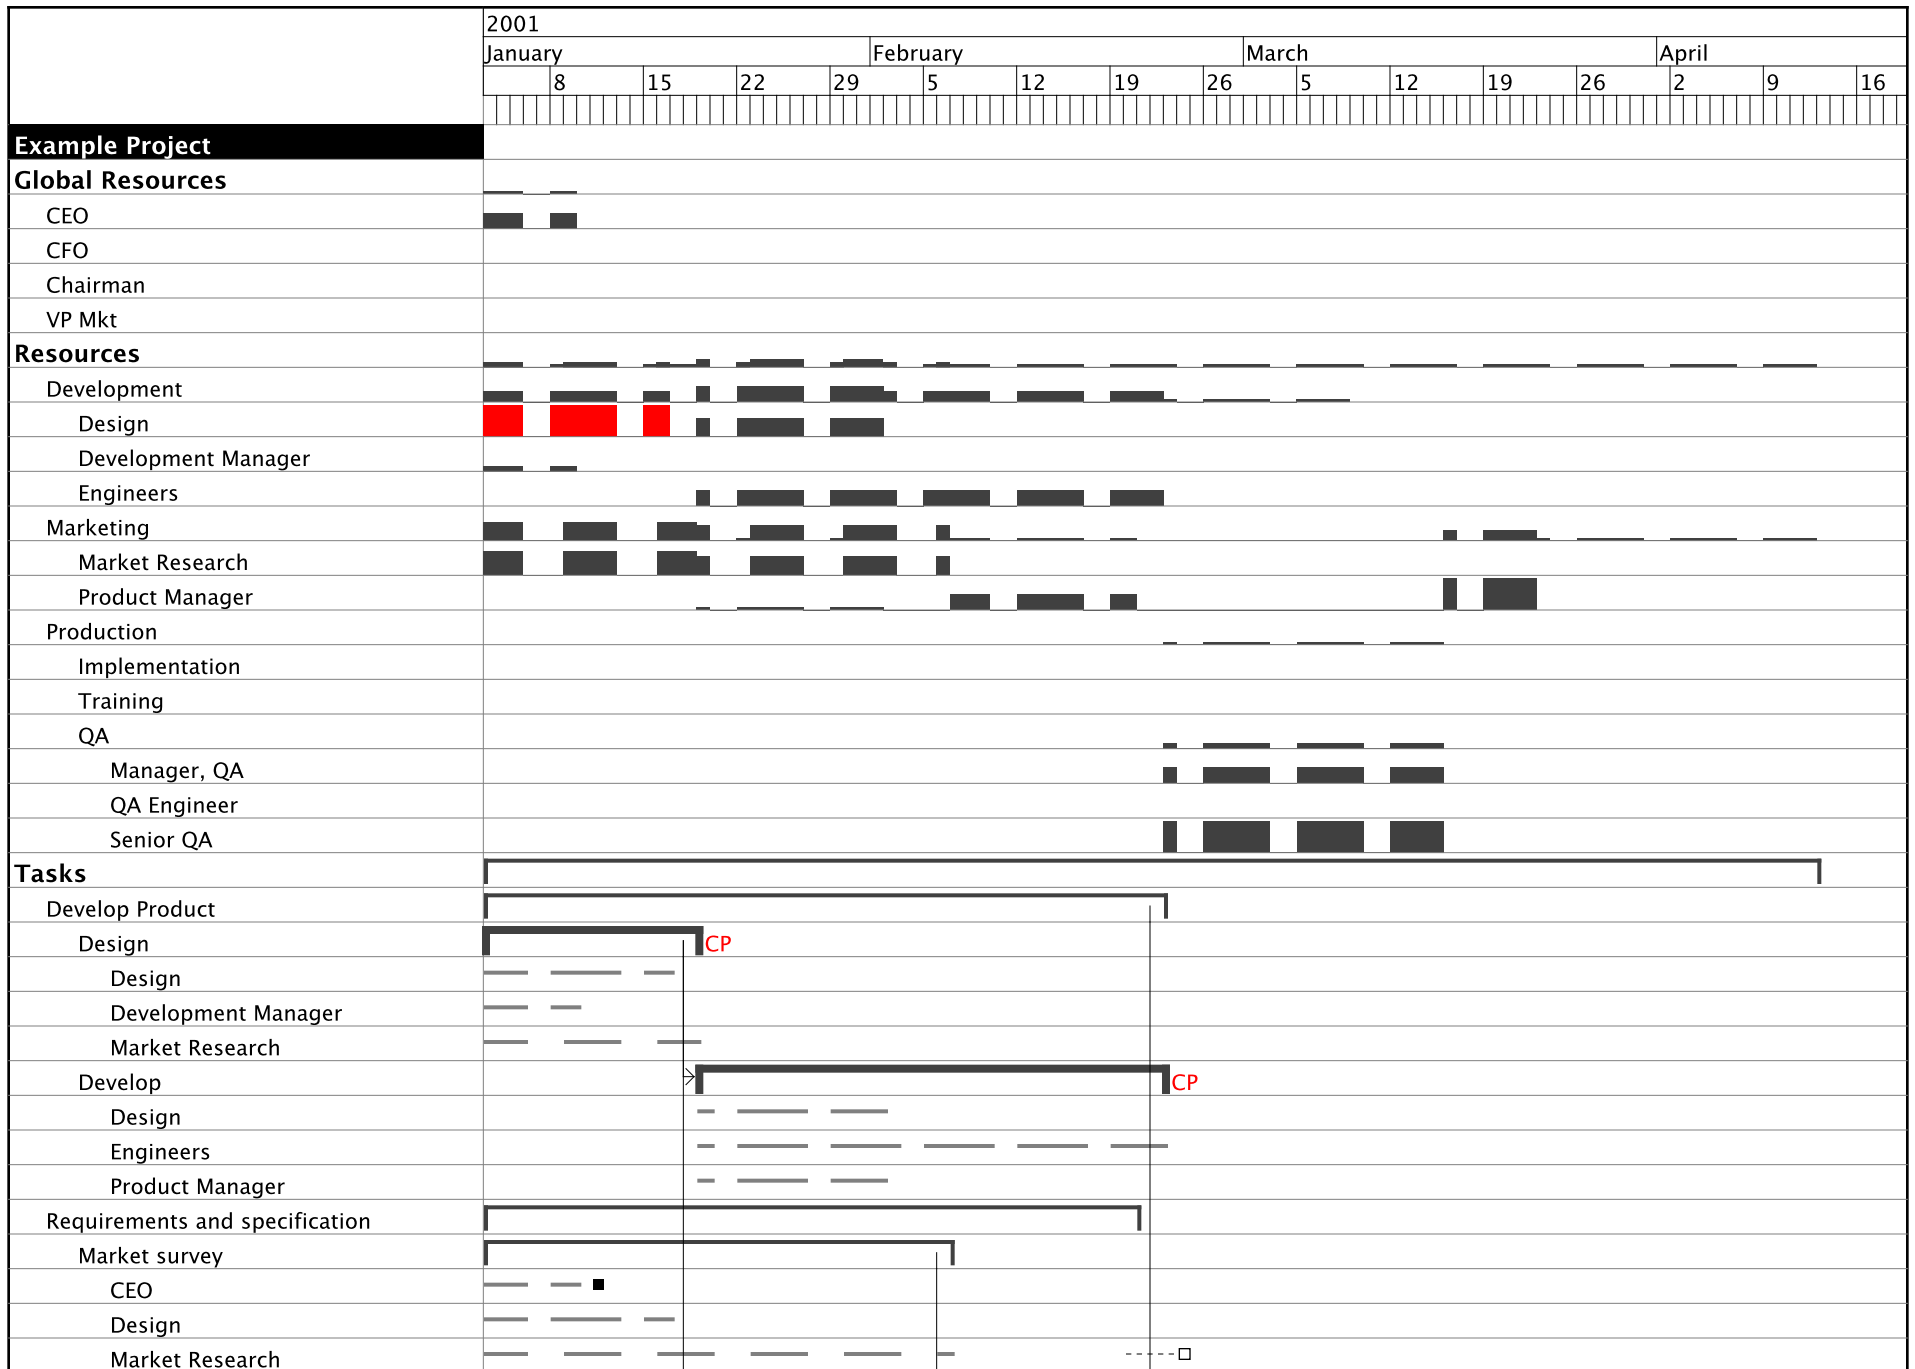 2001
January February March April
8 15 22 29 5 12 19 26 5 12 19 26 2 9 16
Example Project
Global Resources
CEO
CFO
Chairman
VP Mkt
Resources
Development
Design
Development Manager
Engineers
Marketing
Market Research
Product Manager
Production
Implementation
Training
QA
Manager, QA
QA Engineer
Senior QA
Tasks
Develop Product
Design CP
Design
Development Manager
Market Research
Develop CP
Design
Engineers
Product Manager
Requirements and specification
Market survey
CEO
Design
Market Research